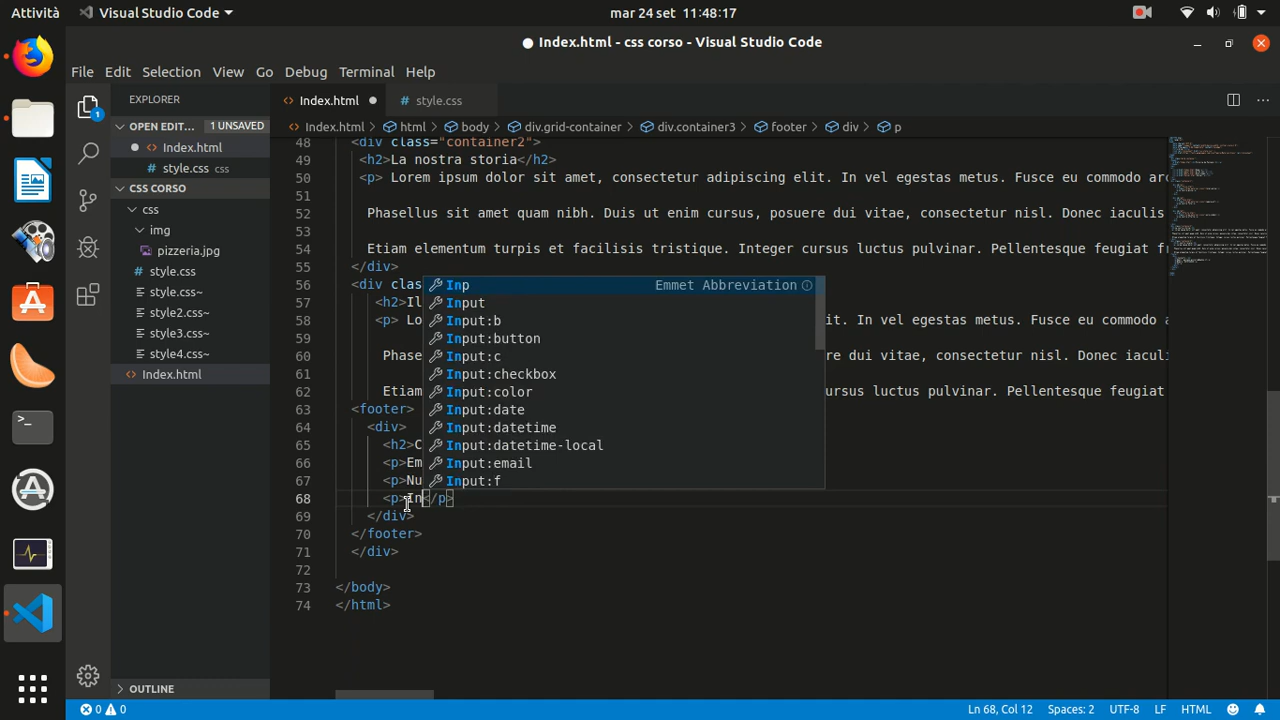 Attività Visual Studio Code mar 24 set 11:48:17
Index.html - css corso - Visual Studio Code
File Edit Selection View Go Debug Terminal Help
EXPLORER
OPEN EDIT... 1 UNSAVED
Index.html
style.css css
CSS CORSO
css
img
pizzeria.jpg
style.css
style.css~
style2.css~
style3.css~
style4.css~
Index.html
OUTLINE
1
Index.html style.css
Index.html > html > body > div.grid-container > div.container3 > footer > div > p
48 <div class="container2">
49 <h2>La nostra storia</h2>
50 <p> Lorem ipsum dolor sit amet, consectetur adipiscing elit. In vel egestas metus. Fusce eu commodo arc
51
52 Phasellus sit amet quam nibh. Duis ut enim cursus, posuere dui vitae, consectetur nisl. Donec iaculis
53
54 Etiam elementum turpis facilisis tristique. Integer cursus luctus pulvinar. Pellentesque feugiat f
55 </div>
56 <div clas
57 <h2>Il
58 <p> Lo it. In vel egestas metus. Fusce eu commodo a
59
60 Phase re dui vitae, consectetur nisl. Donec iaculi
61
62 Etiam ursus luctus pulvinar. Pellentesque feugiat
63 <footer>
64 <div>
65 <h2>C
66 <p>Em
67 <p>Nu
68 <p>In</p>
69 </div>
70 </footer>
71 </div>
72
73 </body>
74 </html>
Inp Emmet Abbreviation
Input
Input:b
Input:button
Input:c
Input:checkbox
Input:color
Input:date
Input:datetime
Input:datetime-local
Input:email
Input:f
0 0 Ln 68, Col 12 Spaces: 2 UTF-8 LF HTML